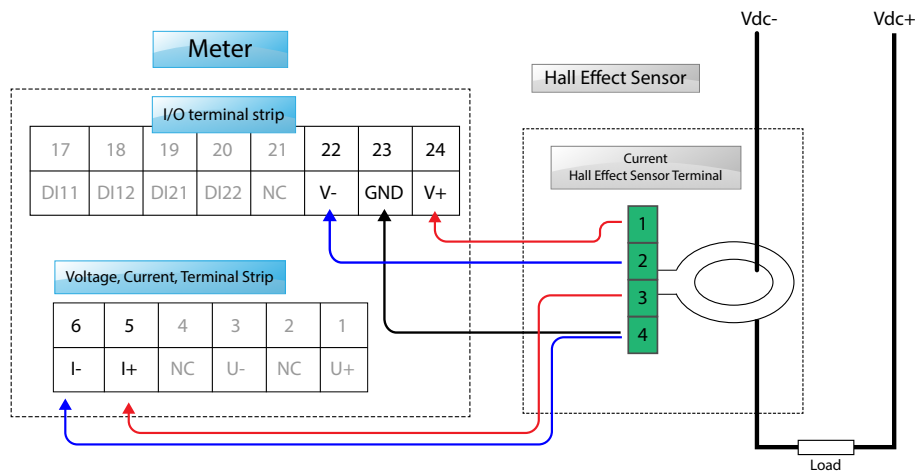 Vdc- Vdc+
Meter
Hall Effect Sensor
I/O terminal strip
17 18 19 20 21 22 23 24
DI11 DI12 DI21 DI22 NC V- GND V+
Current
Hall Effect Sensor Terminal
1
2
3
4
Voltage, Current, Terminal Strip
6 5 4 3 2 1
I- I+ NC U- NC U+
Load